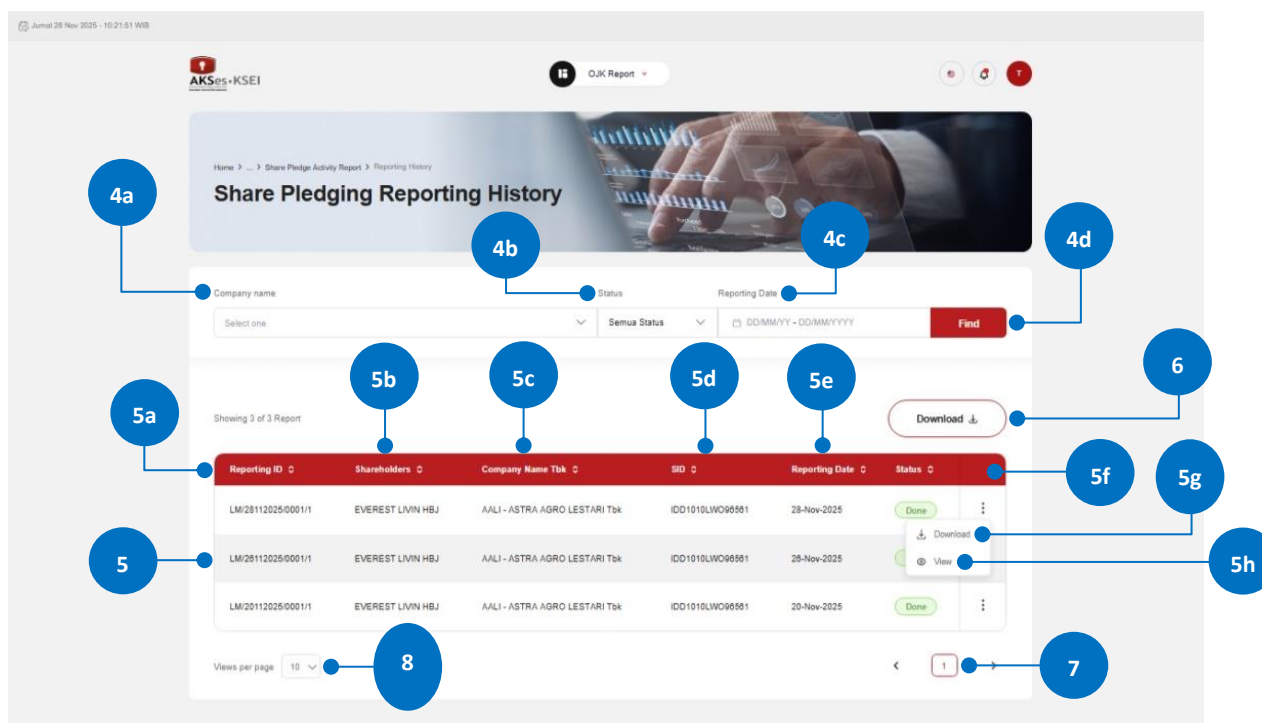 Jumat 28 Nov 2025 - 10:21:51 WIB
AKSes-KSEI
OJK Report
T
Home > ... > Share Pledge Activity Report > Reporting History
Share Pledging Reporting History
4a
4b
4c
4d
Company name
Status
Reporting Date
Select one
Semua Status
DD/MM/YY - DD/MM/YYYY
Find
5b
5c
5d
5e
6
5a
Showing 3 of 3 Report
Download
Reporting ID
Shareholders
Company Name Tbk
SID
Reporting Date
Status
5f
5g
LM/28112025/0001/1
EVEREST LIVIN HBJ
AALI - ASTRA AGRO LESTARI Tbk
IDD1010LWO96561
28-Nov-2025
Done
Download
5
LM/26112025/0001/1
EVEREST LIVIN HBJ
AALI - ASTRA AGRO LESTARI Tbk
IDD1010LWO96561
26-Nov-2025
View
5h
LM/20112025/0001/1
EVEREST LIVIN HBJ
AALI - ASTRA AGRO LESTARI Tbk
IDD1010LWO96561
20-Nov-2025
Done
Views per page
10
8
1
7